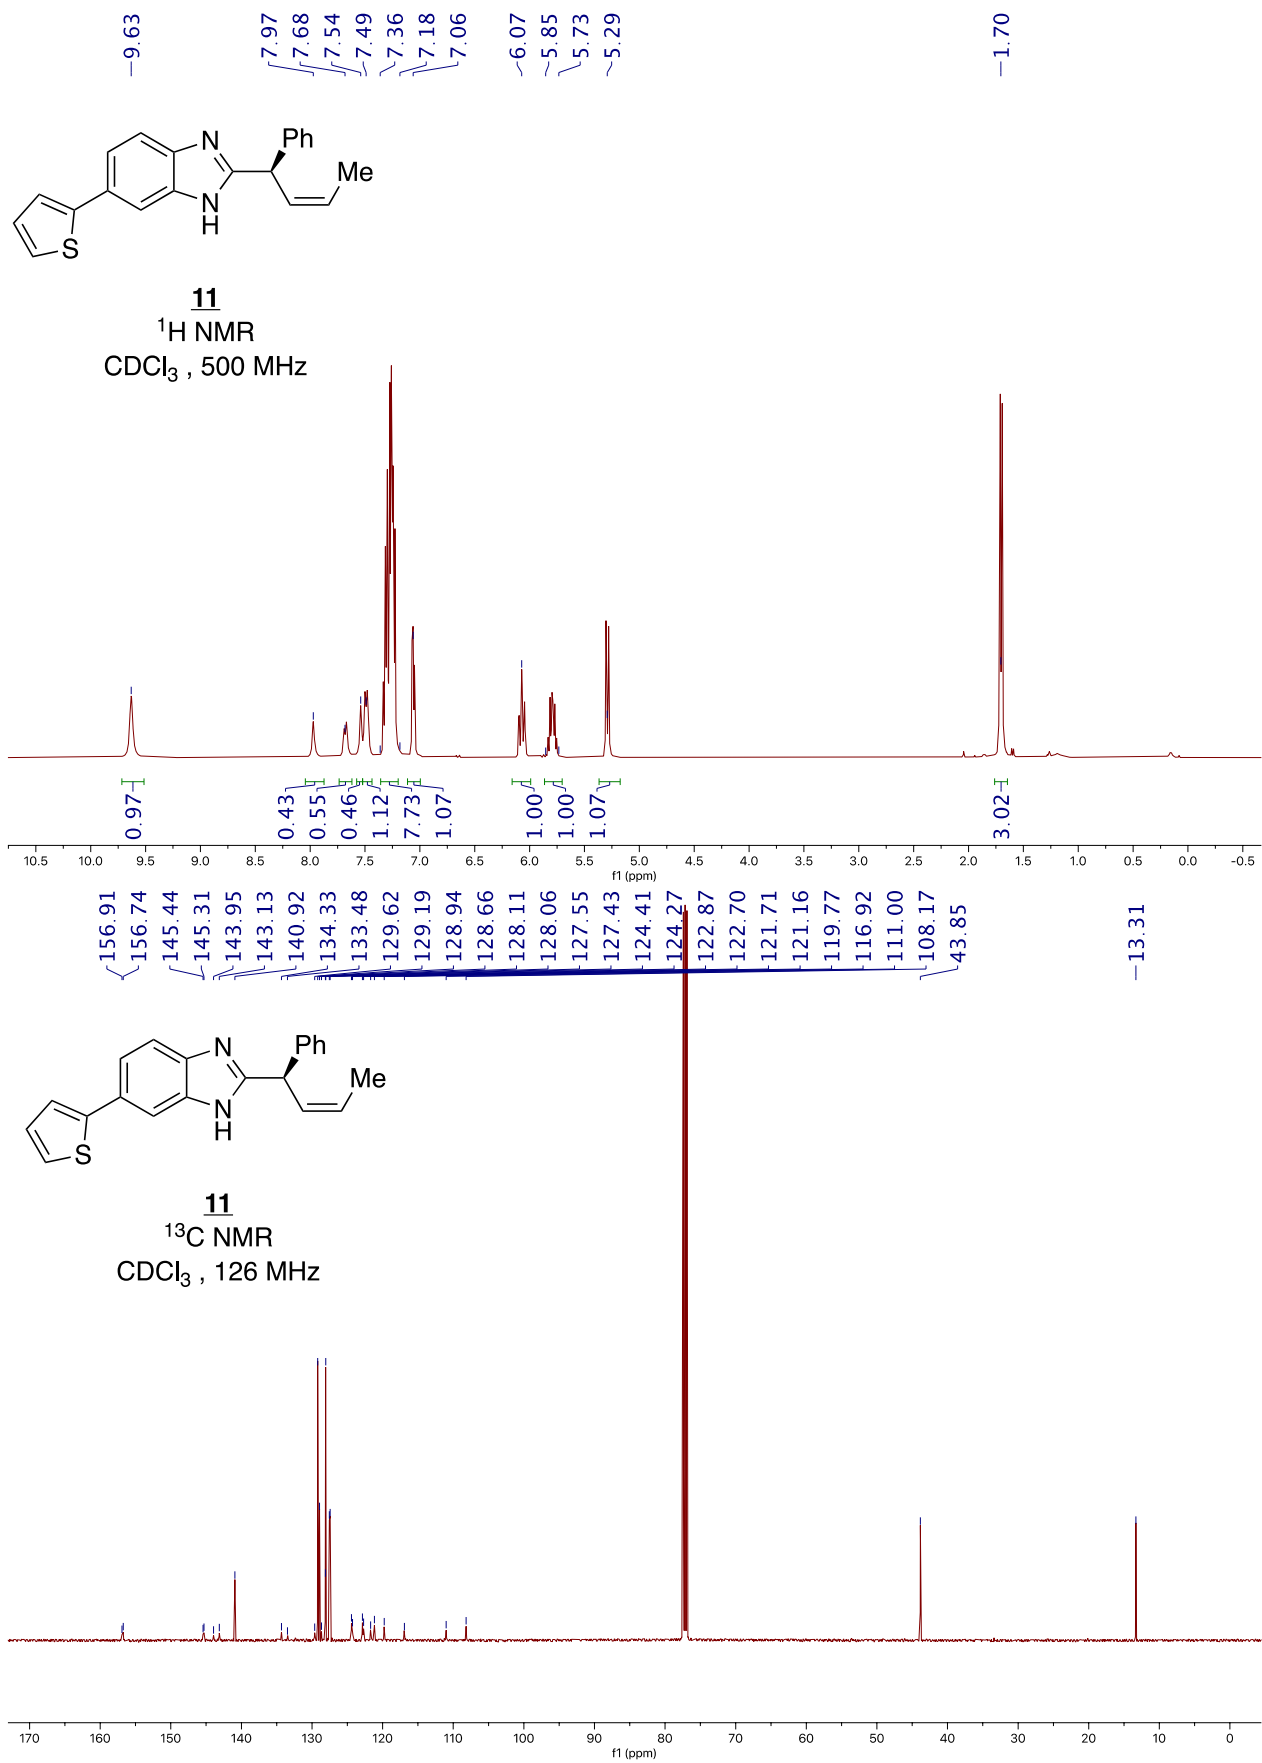 9.63 7.97 7.68 7.54 7.49 7.36 7.18 7.06 6.07 5.85 5.73 5.29 1.70
N Ph
Me
N
H
S
11
1H NMR
CDCl3 , 500 MHz
0.97 0.43 0.55 0.46 1.12 7.73 1.07 1.00 1.00 1.07 3.02
10.5 10.0 9.5 9.0 8.5 8.0 7.5 7.0 6.5 6.0 5.5 5.0 4.5 4.0 3.5 3.0 2.5 2.0 1.5 1.0 0.5 0.0 -0.5
f1 (ppm)
156.91 156.74 145.44 145.31 143.95 143.13 140.92 134.33 133.48 129.62 129.19 128.94 128.66 128.11 128.06 127.55 127.43 124.41 124.27 122.87 122.70 121.71 121.16 119.77 116.92 111.00 108.17 43.85 13.31
N Ph
Me
N
H
S
11
13C NMR
CDCl3 , 126 MHz
170 160 150 140 130 120 110 100 90 80 70 60 50 40 30 20 10 0
f1 (ppm)